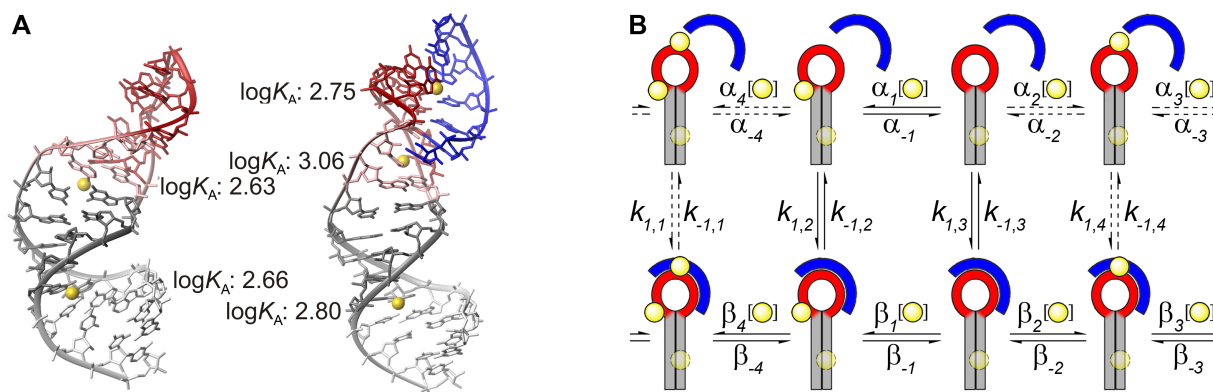 A
logK_A: 2.75
logK_A: 3.06
logK_A: 2.63
logK_A: 2.66
logK_A: 2.80
B
α_4[ ] α_1[ ] α_2[ ] α_3[ ]
α_-4 α_-1 α_-2 α_-3
k_1,1 k_-1,1 k_1,2 k_-1,2 k_1,3 k_-1,3 k_1,4 k_-1,4
β_4[ ] β_1[ ] β_2[ ] β_3[ ]
β_-4 β_-1 β_-2 β_-3